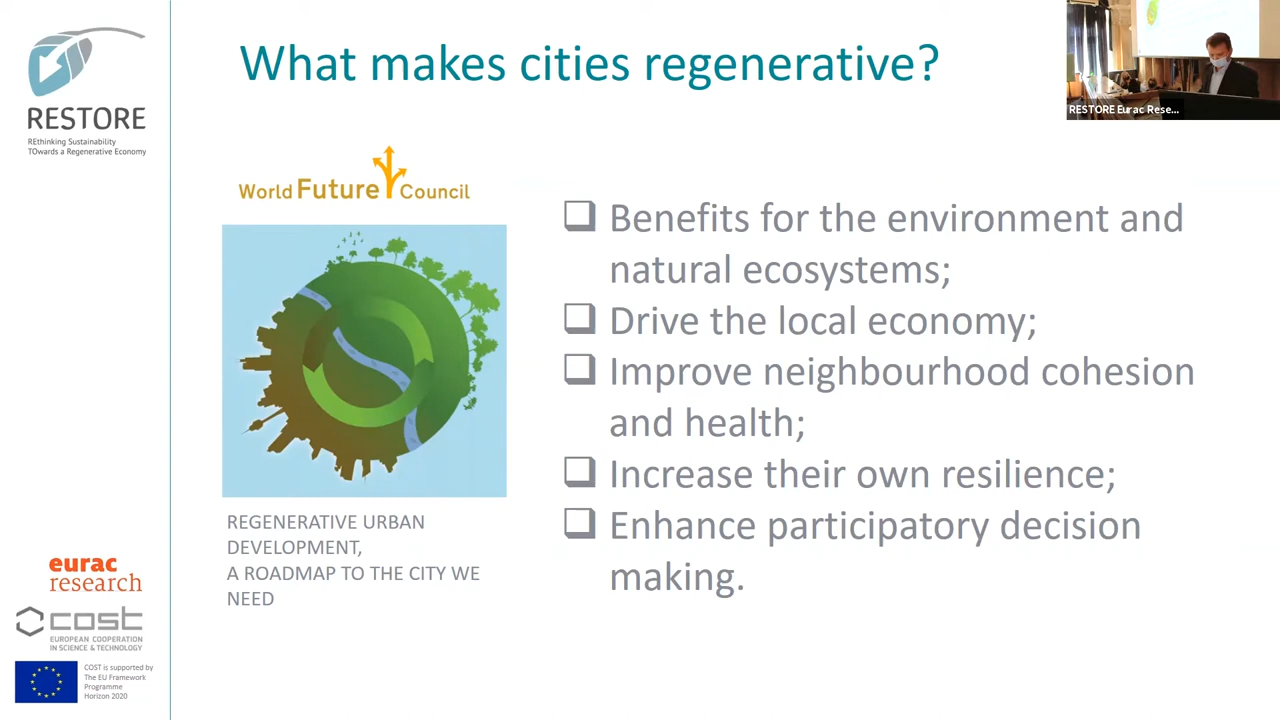 RESTORE
REthinking Sustainability
TOwards a Regenerative Economy
What makes cities regenerative?
RESTORE Eurac Rese...
World Future Council
REGENERATIVE URBAN
DEVELOPMENT,
A ROADMAP TO THE CITY WE
NEED
Benefits for the environment and
natural ecosystems;
Drive the local economy;
Improve neighbourhood cohesion
and health;
Increase their own resilience;
Enhance participatory decision
making.
eurac
research
cost
EUROPEAN COOPERATION
IN SCIENCE & TECHNOLOGY
COST is supported by
The EU Framework
Programme
Horizon 2020